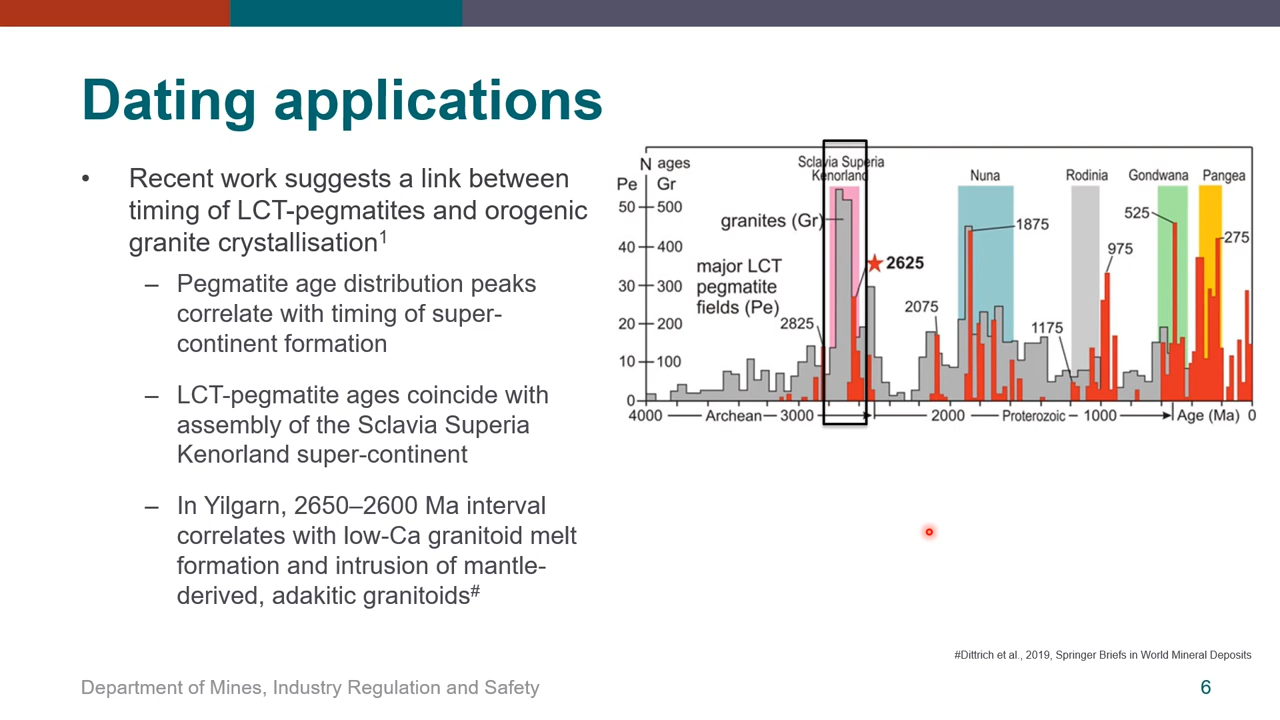 Dating applications
• Recent work suggests a link between
timing of LCT-pegmatites and orogenic
granite crystallisation1
– Pegmatite age distribution peaks
correlate with timing of super-
continent formation
– LCT-pegmatite ages coincide with
assembly of the Sclavia Superia
Kenorland super-continent
– In Yilgarn, 2650–2600 Ma interval
correlates with low-Ca granitoid melt
formation and intrusion of mantle-
derived, adakitic granitoids#
N ages
Pe Gr
50 500
40 400
30 300
20 200
10 100
0
Sclavia Superia
Kenorland
Nuna
Rodinia
Gondwana
Pangea
granites (Gr)
major LCT
pegmatite
fields (Pe)
2825
2625
2075
1875
1175
975
525
275
4000 Archean 3000 2000 Proterozoic 1000 Age (Ma) 0
#Dittrich et al., 2019, Springer Briefs in World Mineral Deposits
Department of Mines, Industry Regulation and Safety
6